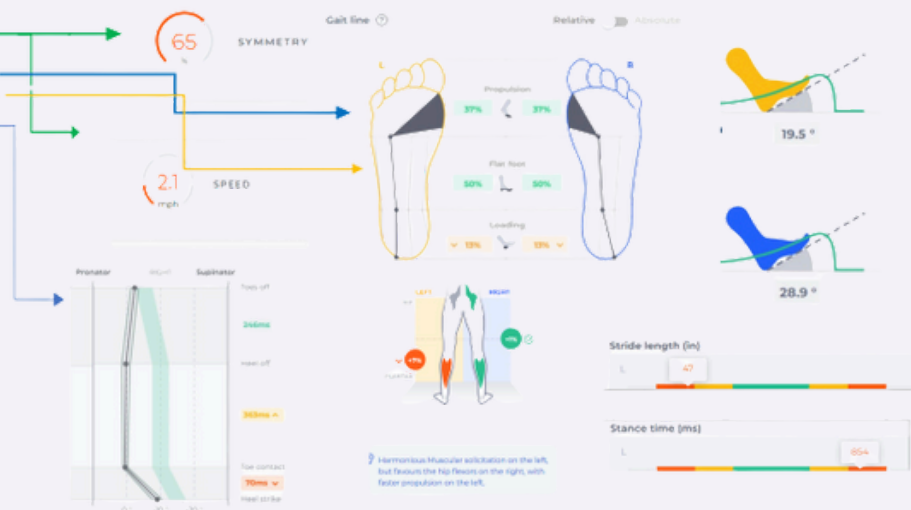 Gait line ?
Relative Absolute
65
%
SYMMETRY
L
R
Propulsion
37% 37%
19.5 °
Flat foot
50% 50%
2.1
mph
SPEED
Loading
13% 13%
28.9 °
Pronator RIGHT Supinator
Toes off
LEFT RIGHT
Heel off
Stride length (in)
L
47
Stance time (ms)
L
854
Toe contact
70ms
Heel strike
Harmonious Muscular solicitation on the left,
but favours the hip flexors on the right, with
faster propulsion on the left.